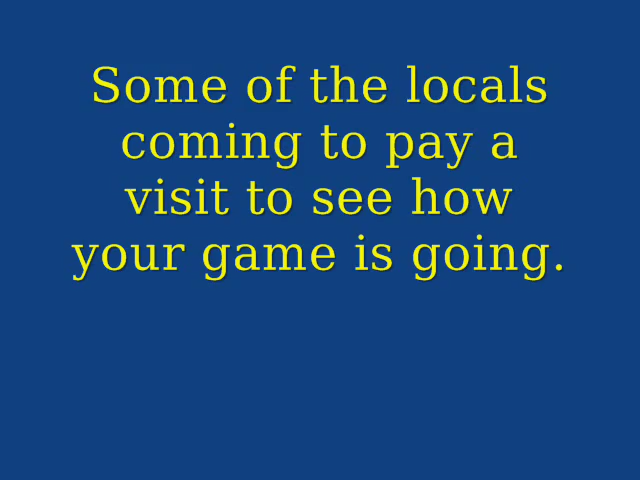 Some of the locals
coming to pay a
visit to see how
your game is going.